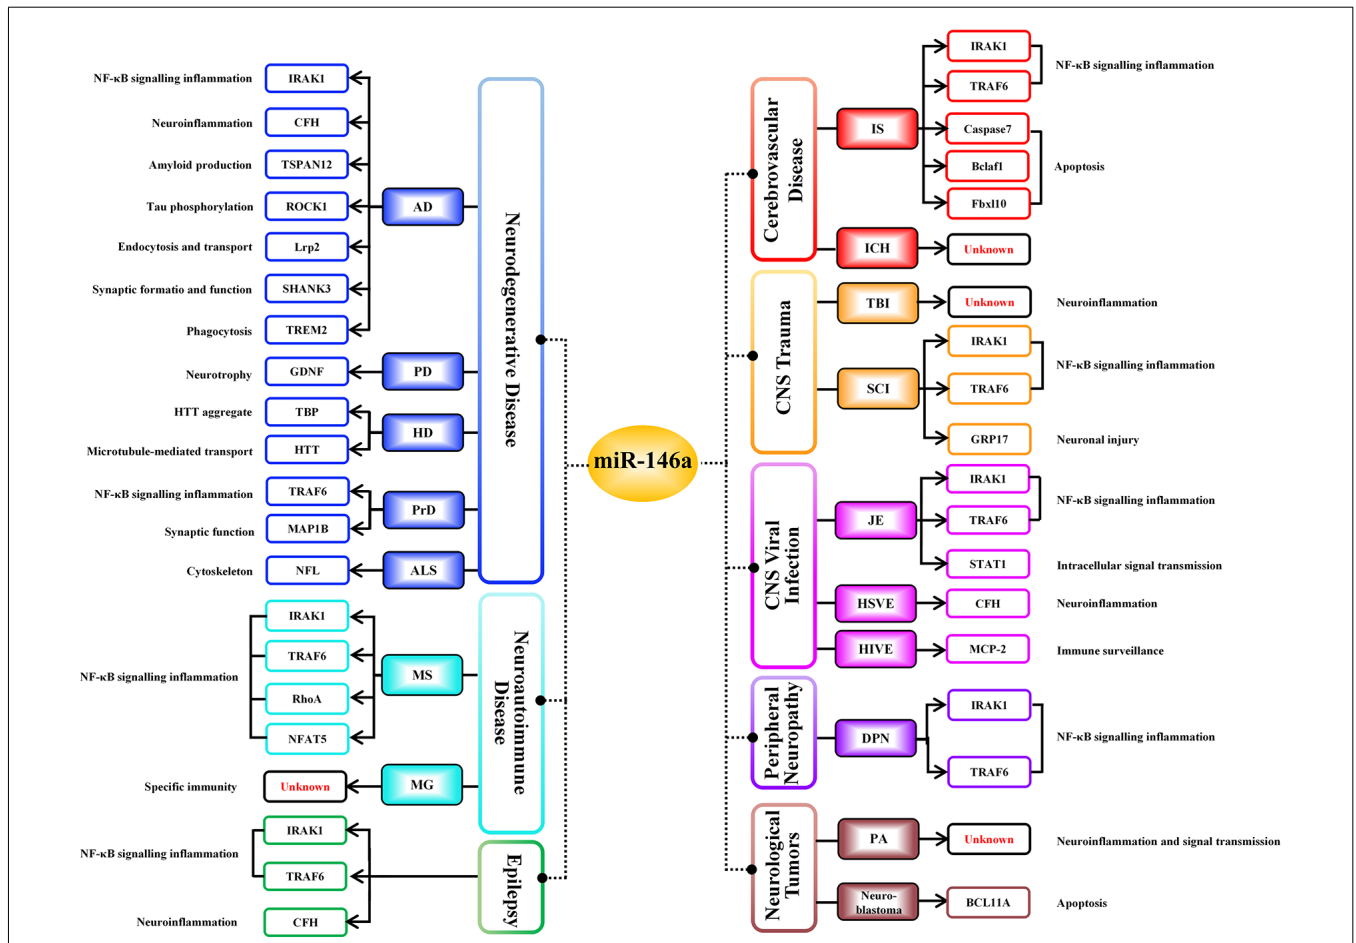 NF-κB signalling inflammation
IRAK1
Neuroinflammation
CFH
Amyloid production
TSPAN12
Tau phosphorylation
ROCK1
AD
Endocytosis and transport
Lrp2
Synaptic formatio and function
SHANK3
Phagocytosis
TREM2
Neurotrophy
GDNF
PD
HTT aggregate
TBP
HD
Microtubule-mediated transport
HTT
NF-κB signalling inflammation
TRAF6
PrD
Synaptic function
MAP1B
Cytoskeleton
NFL
ALS
Neurodegenerative Disease
IRAK1
TRAF6
NF-κB signalling inflammation
MS
RhoA
NFAT5
Specific immunity
Unknown
MG
Neuroautoimmune
Disease
IRAK1
NF-κB signalling inflammation
TRAF6
Neuroinflammation
CFH
Epilepsy
miR-146a
Cerebrovascular
Disease
IS
IRAK1
NF-κB signalling inflammation
TRAF6
Caspase7
Bclaf1
Apoptosis
Fbxl10
ICH
Unknown
CNS Trauma
TBI
Unknown
Neuroinflammation
SCI
IRAK1
NF-κB signalling inflammation
TRAF6
GRP17
Neuronal injury
CNS Viral
Infection
JE
IRAK1
NF-κB signalling inflammation
TRAF6
STAT1
Intracellular signal transmission
HSVE
CFH
Neuroinflammation
HIVE
MCP-2
Immune surveillance
Peripheral
Neuropathy
DPN
IRAK1
NF-κB signalling inflammation
TRAF6
Neurological
Tumors
PA
Unknown
Neuroinflammation and signal transmission
Neuro-
blastoma
BCL11A
Apoptosis